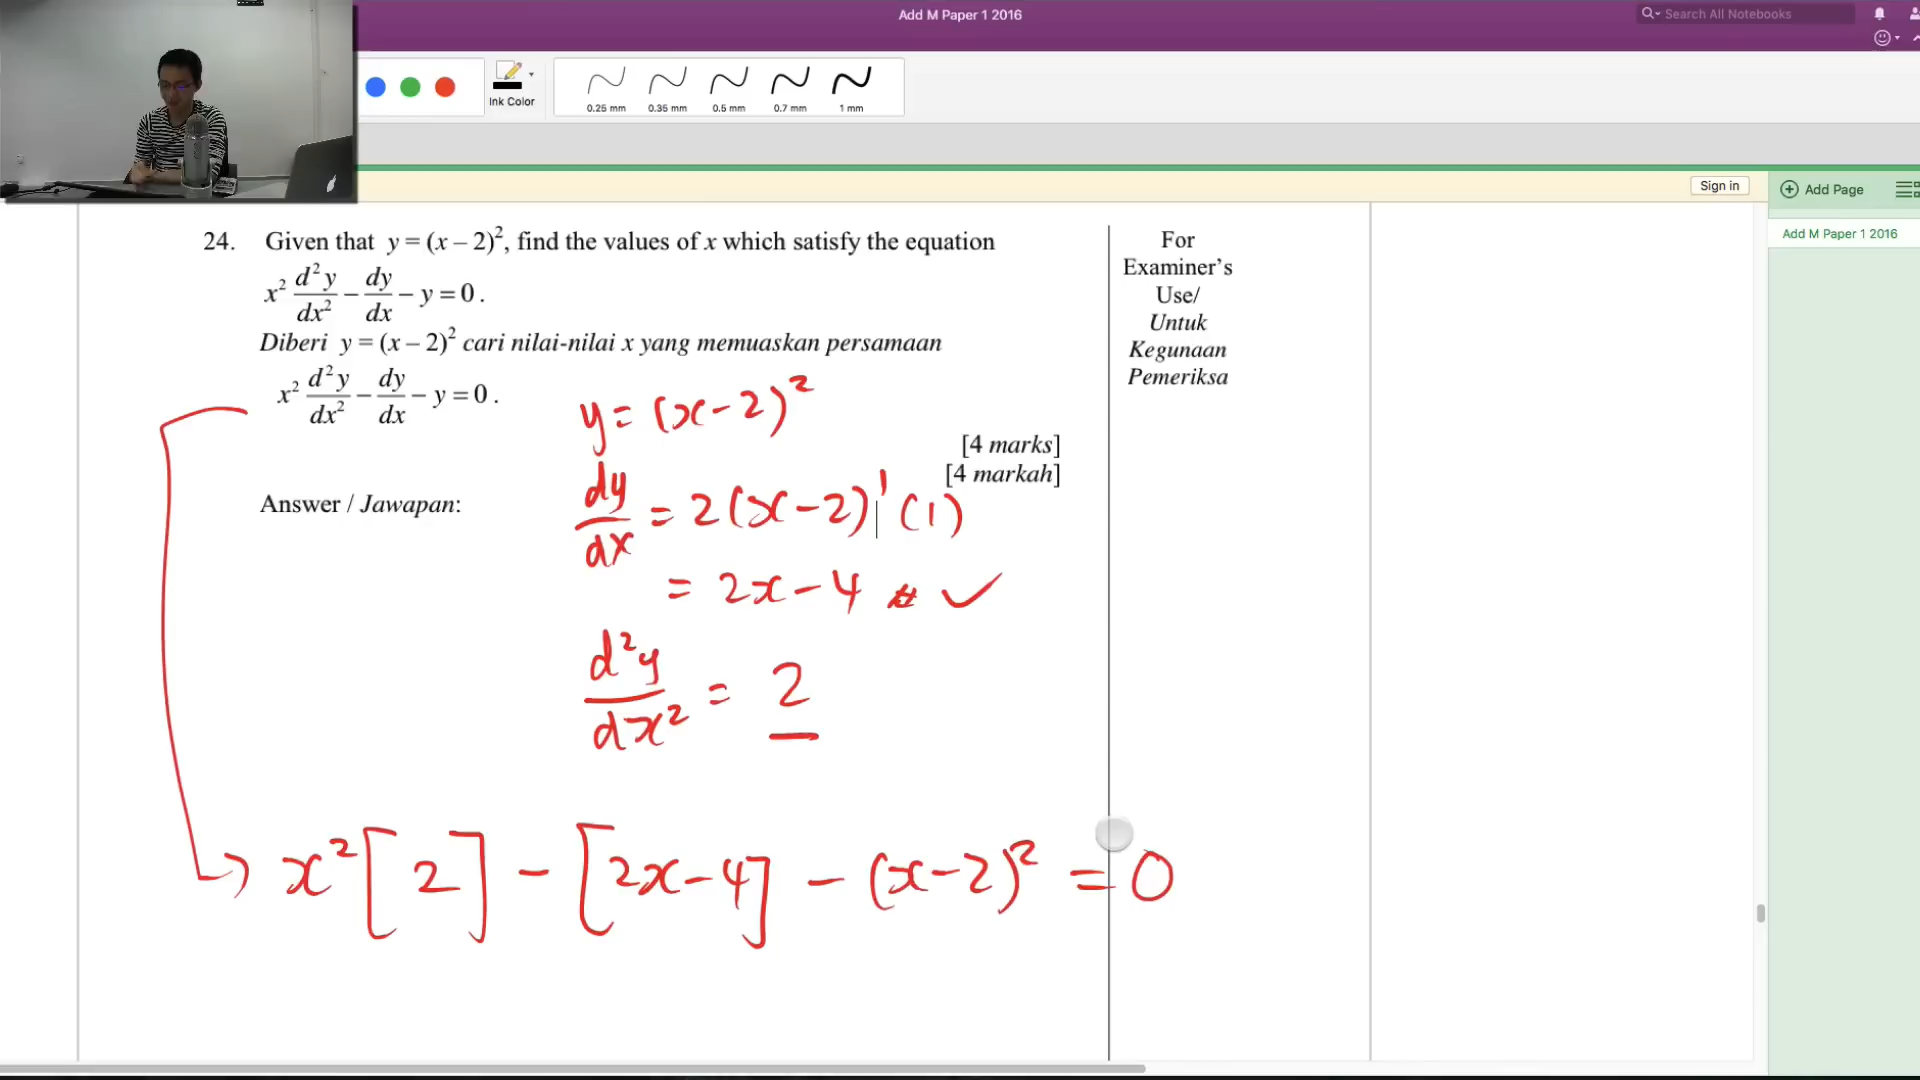 Add M Paper 1 2016
Search All Notebooks
Ink Color
0.25 mm 0.35 mm 0.5 mm 0.7 mm 1 mm
Sign in
Add Page
Add M Paper 1 2016
24. Given that y = (x – 2)², find the values of x which satisfy the equation
x² d²y/dx² – dy/dx – y = 0 .
Diberi y = (x – 2)² cari nilai-nilai x yang memuaskan persamaan
x² d²y/dx² – dy/dx – y = 0 .
[4 marks]
[4 markah]
Answer / Jawapan:
For
Examiner's
Use/
Untuk
Kegunaan
Pemeriksa
y = (x-2)²
dy/dx = 2(x-2)¹(1)
= 2x-4
d²y/dx² = 2
x²[2] - [2x-4] - (x-2)² = 0